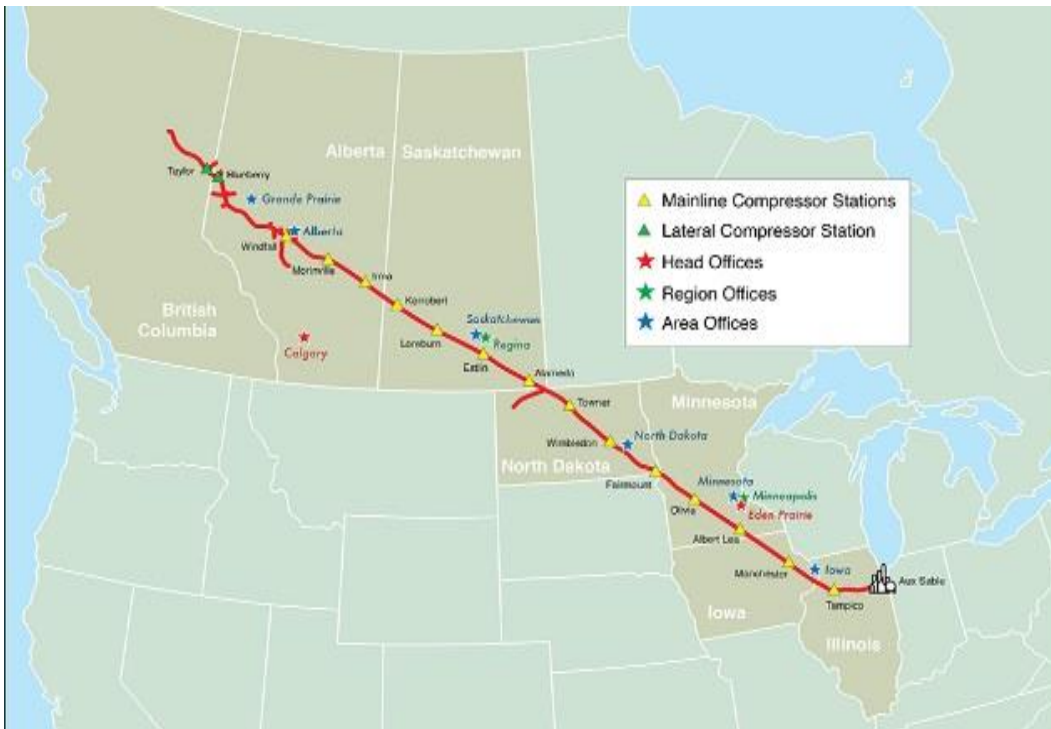 Alberta
Saskatchewan
Taylor
Blueberry
Grande Prairie
Alberta
Windfall
Morinville
Irma
Kerrobert
British
Columbia
Calgary
Saskatchewan
Regina
Loreburn
Estlin
Alameda
Mainline Compressor Stations
Lateral Compressor Station
Head Offices
Region Offices
Area Offices
Towner
Minnesota
Wimbledon
North Dakota
North Dakota
Fairmount
Minnesota
Minneapolis
Olivia
Eden Prairie
Albert Lea
Manchester
Iowa
Aux Sable
Tampico
Iowa
Illinois